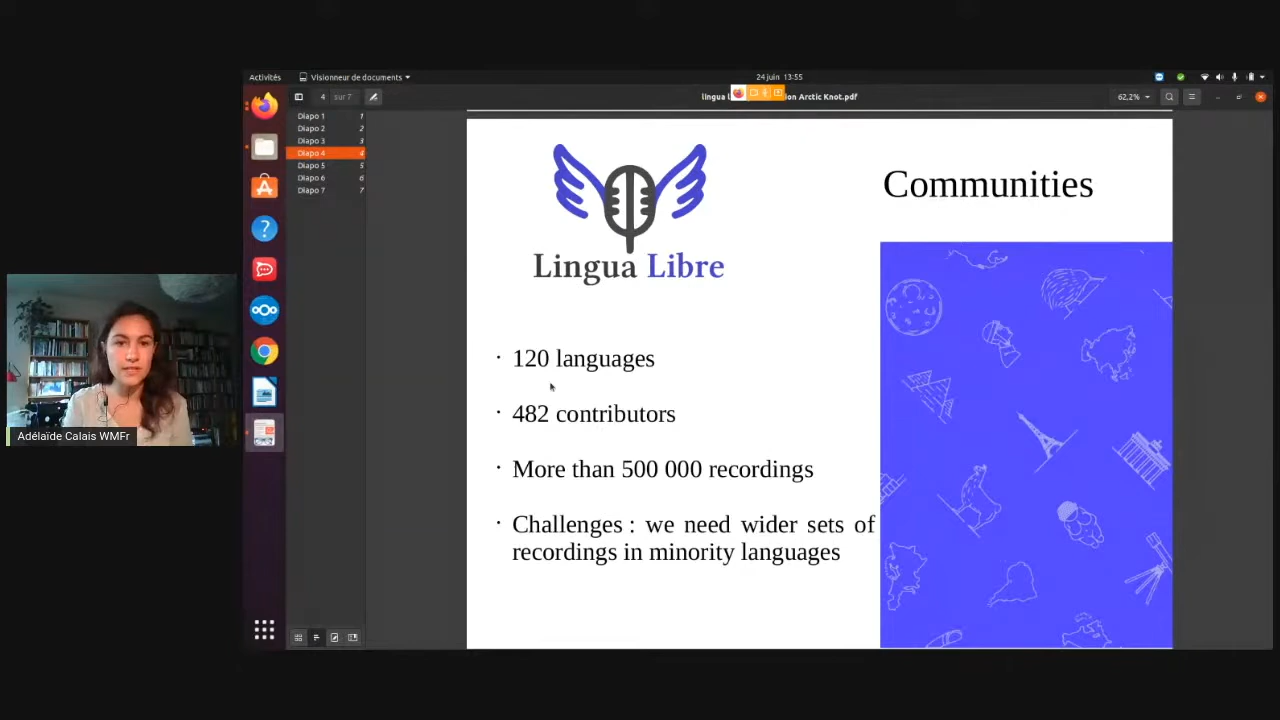 Activités
Visionneur de documents
24 juin 13:55
4 sur 7
ion Arctic Knot.pdf
62,2%
Diapo 1 1
Diapo 2 2
Diapo 3 3
Diapo 4 4
Diapo 5 5
Diapo 6 6
Diapo 7 7
Lingua Libre
Communities
· 120 languages
· 482 contributors
· More than 500 000 recordings
· Challenges : we need wider sets of
recordings in minority languages
Adélaïde Calais WMFr